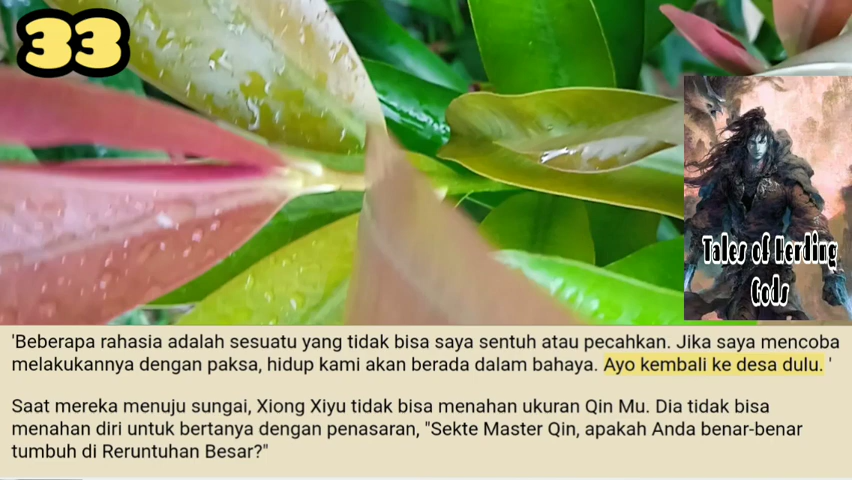 33
Tales of Herding
Gods
'Beberapa rahasia adalah sesuatu yang tidak bisa saya sentuh atau pecahkan. Jika saya mencoba
melakukannya dengan paksa, hidup kami akan berada dalam bahaya. Ayo kembali ke desa dulu. '
Saat mereka menuju sungai, Xiong Xiyu tidak bisa menahan ukuran Qin Mu. Dia tidak bisa
menahan diri untuk bertanya dengan penasaran, "Sekte Master Qin, apakah Anda benar-benar
tumbuh di Reruntuhan Besar?"